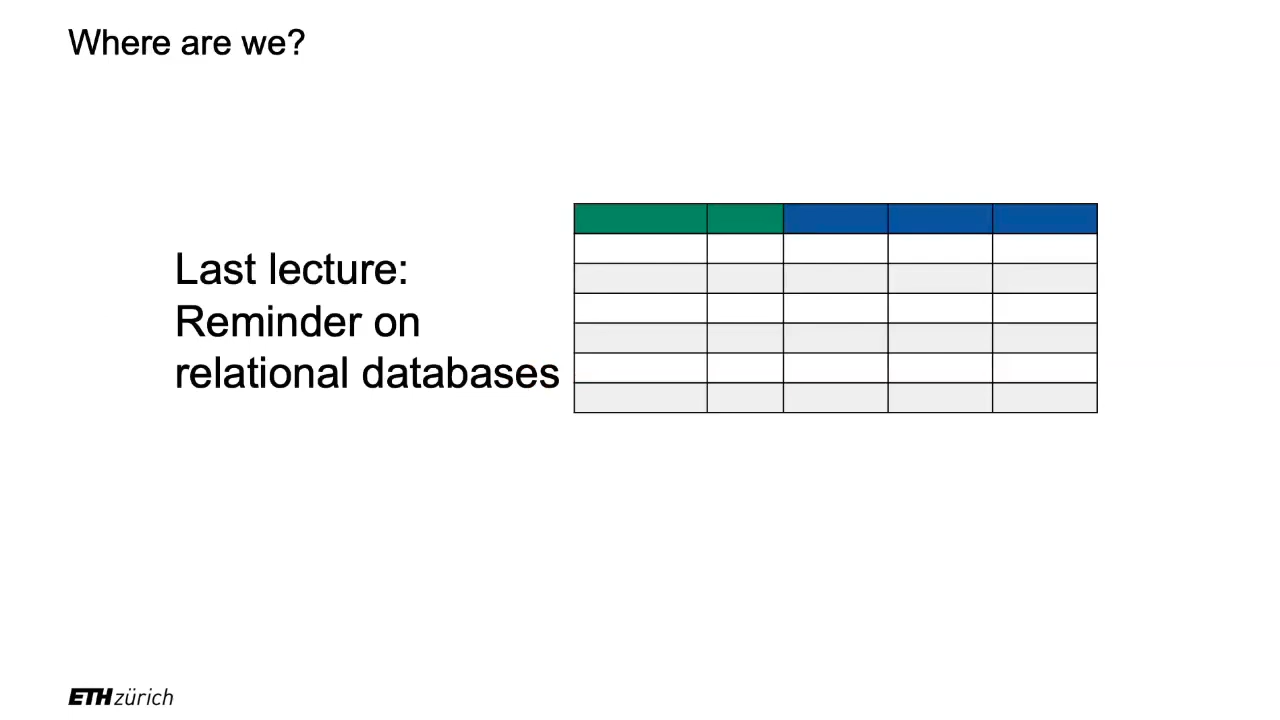 Where are we?
Last lecture:
Reminder on
relational databases
ETH zürich